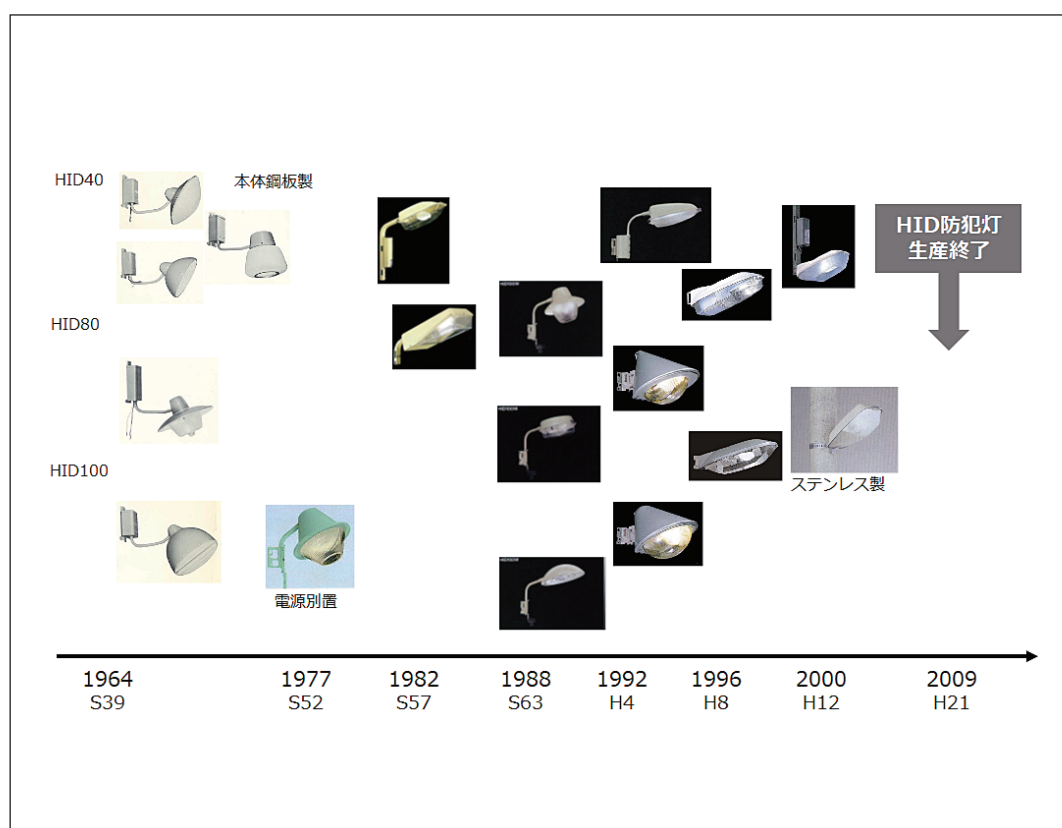 HID40
本体鋼板製
HID防犯灯
生産終了
HID80
HID100
ステンレス製
電源別置
1964
S39
1977
S52
1982
S57
1988
S63
1992
H4
1996
H8
2000
H12
2009
H21